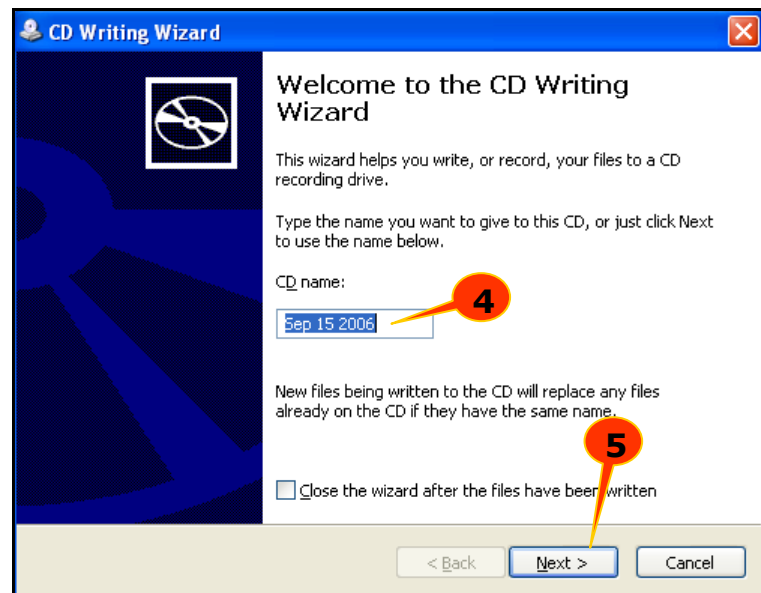 CD Writing Wizard
Welcome to the CD Writing
Wizard
This wizard helps you write, or record, your files to a CD
recording drive.
Type the name you want to give to this CD, or just click Next
to use the name below.
CD name:
4
Sep 15 2006
New files being written to the CD will replace any files
already on the CD if they have the same name.
5
Close the wizard after the files have been written
< Back
Next >
Cancel